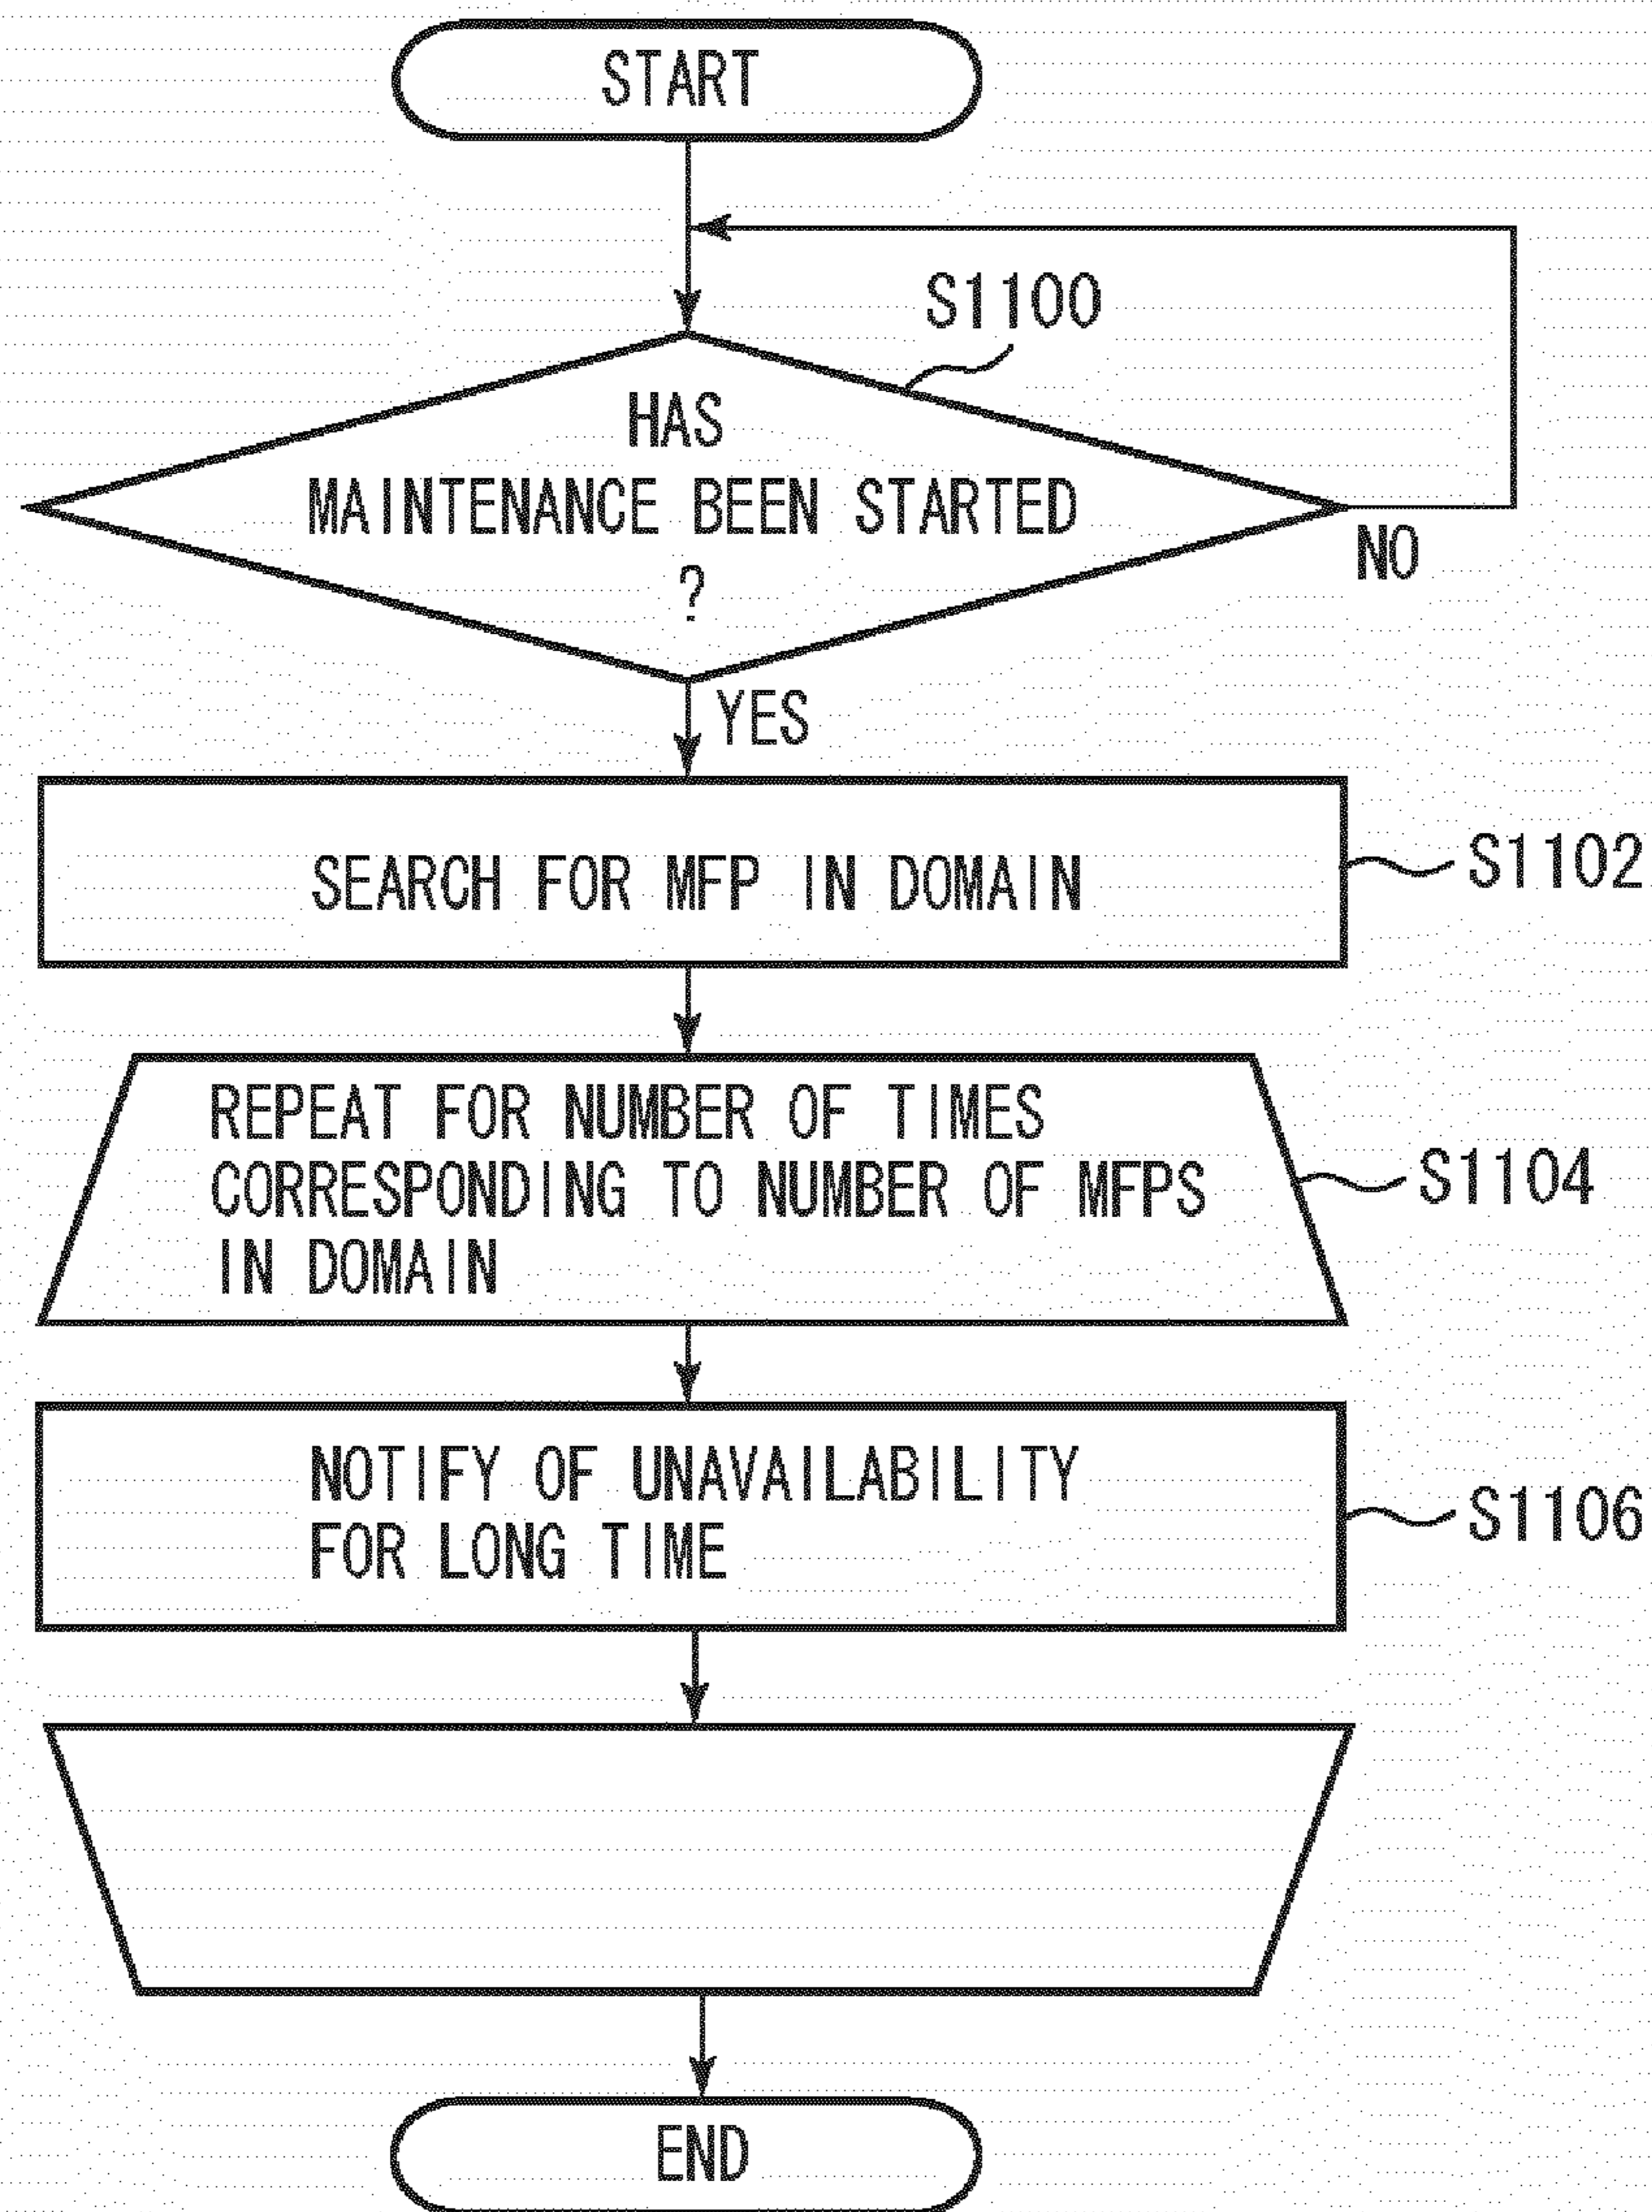 START
S1100
HAS
MAINTENANCE BEEN STARTED
?
NO
YES
SEARCH FOR MFP IN DOMAIN
S1102
REPEAT FOR NUMBER OF TIMES
CORRESPONDING TO NUMBER OF MFPS
IN DOMAIN
S1104
NOTIFY OF UNAVAILABILITY
FOR LONG TIME
S1106
END